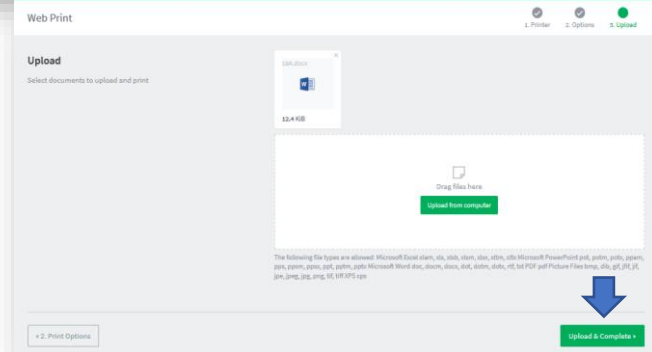 Web Print
1. Printer
2. Options
3. Upload
Upload
Select documents to upload and print
W
12.4 KiB
Drag files here
Upload from computer
The following file types are allowed: Microsoft Excel xlam, xls, xlsb, xlsm, xlsx, xltm, xltx Microsoft PowerPoint pot, potm, potx, ppam,
pps, ppsm, ppsx, ppt, pptm, pptx Microsoft Word doc, docm, docx, dot, dotm, dotx, rtf, txt PDF pdf Picture Files bmp, dib, gif, jfif, jif,
jpe, jpeg, jpg, png, tif, tiff XPS xps
« 2. Print Options
Upload & Complete »